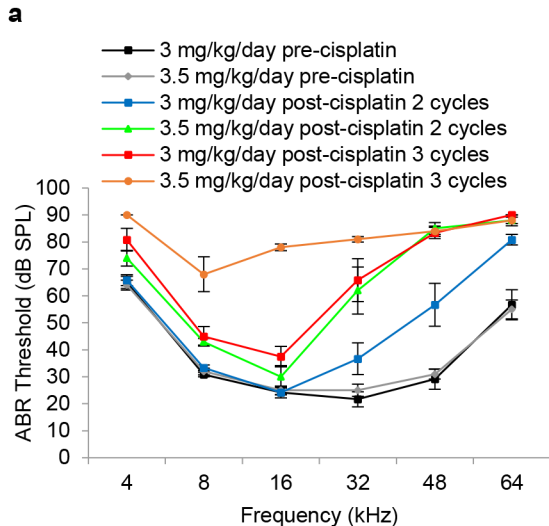 a
3 mg/kg/day pre-cisplatin
3.5 mg/kg/day pre-cisplatin
3 mg/kg/day post-cisplatin 2 cycles
3.5 mg/kg/day post-cisplatin 2 cycles
3 mg/kg/day post-cisplatin 3 cycles
3.5 mg/kg/day post-cisplatin 3 cycles
ABR Threshold (dB SPL)
100
90
80
70
60
50
40
30
20
10
0
4 8 16 32 48 64
Frequency (kHz)